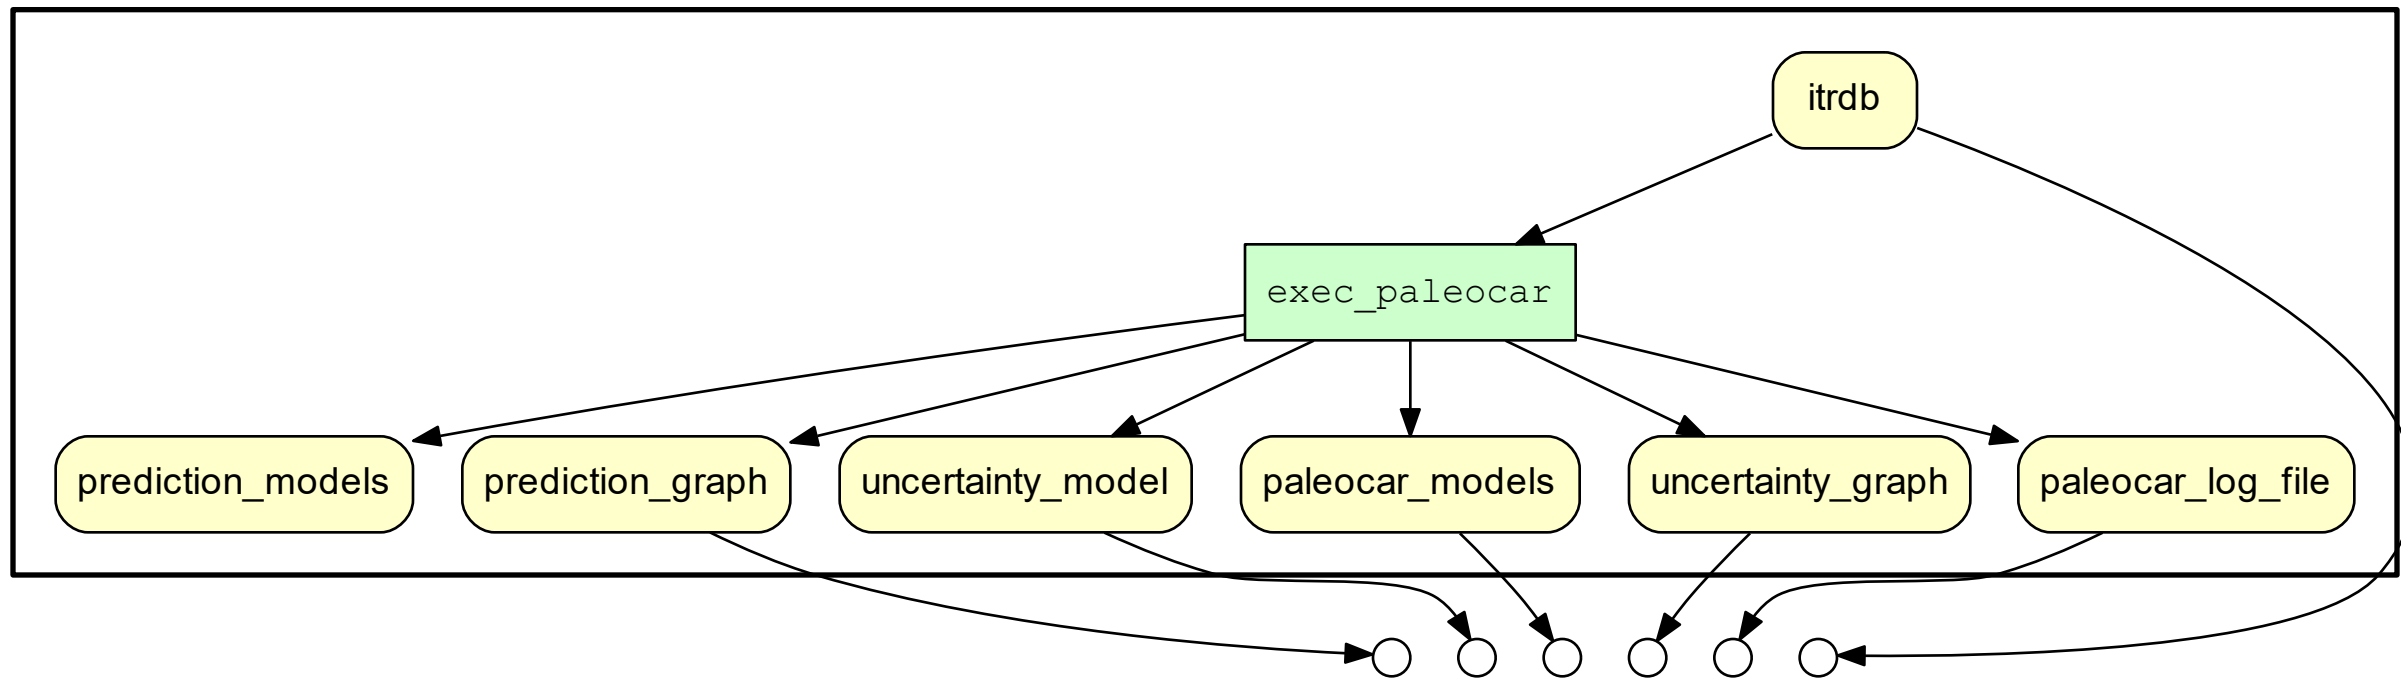 itrdb
exec_paleocar
prediction_models
prediction_graph
uncertainty_model
paleocar_models
uncertainty_graph
paleocar_log_file